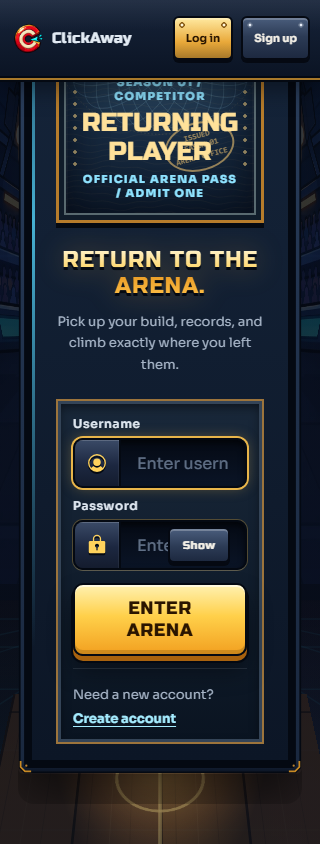 ClickAway
Log in
Sign up
SEASON 01 /
COMPETITOR
RETURNING
PLAYER
ISSUED
OFFICIAL ARENA PASS
/ ADMIT ONE
RETURN TO THE
ARENA.
Pick up your build, records, and
climb exactly where you left
them.
Username
Enter usern
Password
Ente
Show
ENTER
ARENA
Need a new account?
Create account